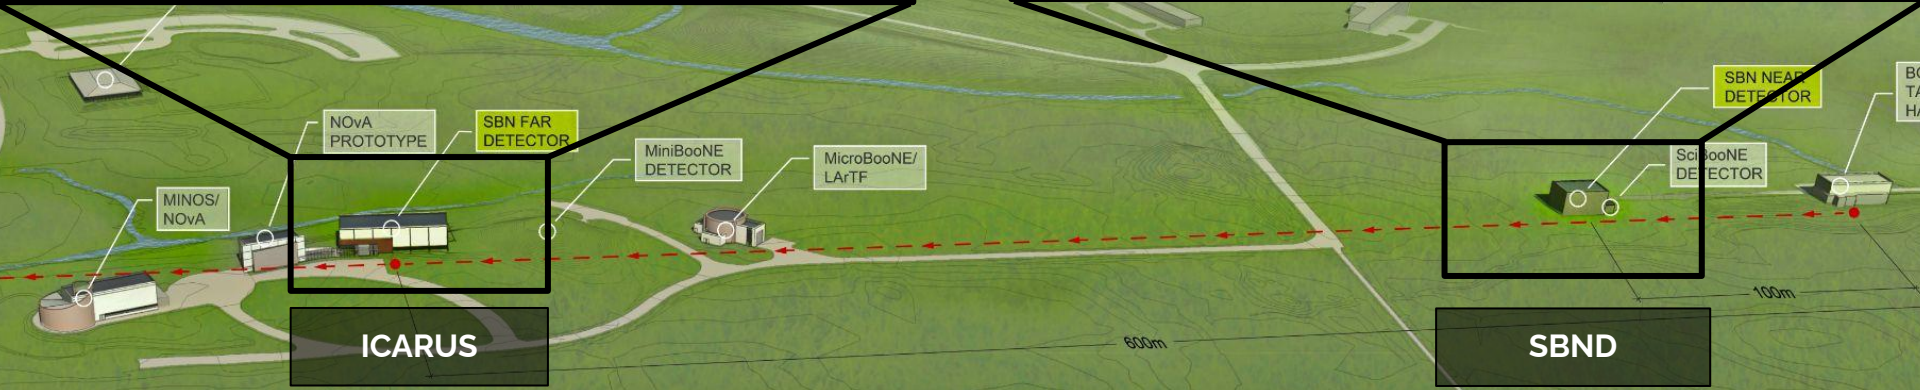 NOvA
PROTOTYPE
SBN FAR
DETECTOR
MINOS/
NOvA
MiniBooNE
DETECTOR
MicroBooNE/
LArTF
SBN NEAR
DETECTOR
SciBooNE
DETECTOR
100m
600m
ICARUS
SBND